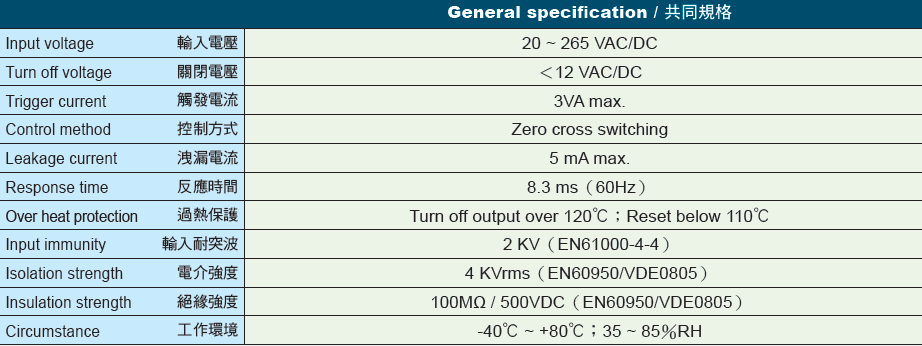 General specification / 共同規格
Input voltage 輸入電壓 20 ~ 265 VAC/DC
Turn off voltage 關閉電壓 ＜12 VAC/DC
Trigger current 觸發電流 3VA max.
Control method 控制方式 Zero cross switching
Leakage current 洩漏電流 5 mA max.
Response time 反應時間 8.3 ms（60Hz）
Over heat protection 過熱保護 Turn off output over 120℃；Reset below 110℃
Input immunity 輸入耐突波 2 KV（EN61000-4-4）
Isolation strength 電介強度 4 KVrms（EN60950/VDE0805）
Insulation strength 絕緣強度 100MΩ / 500VDC（EN60950/VDE0805）
Circumstance 工作環境 -40℃ ~ +80℃；35 ~ 85%RH